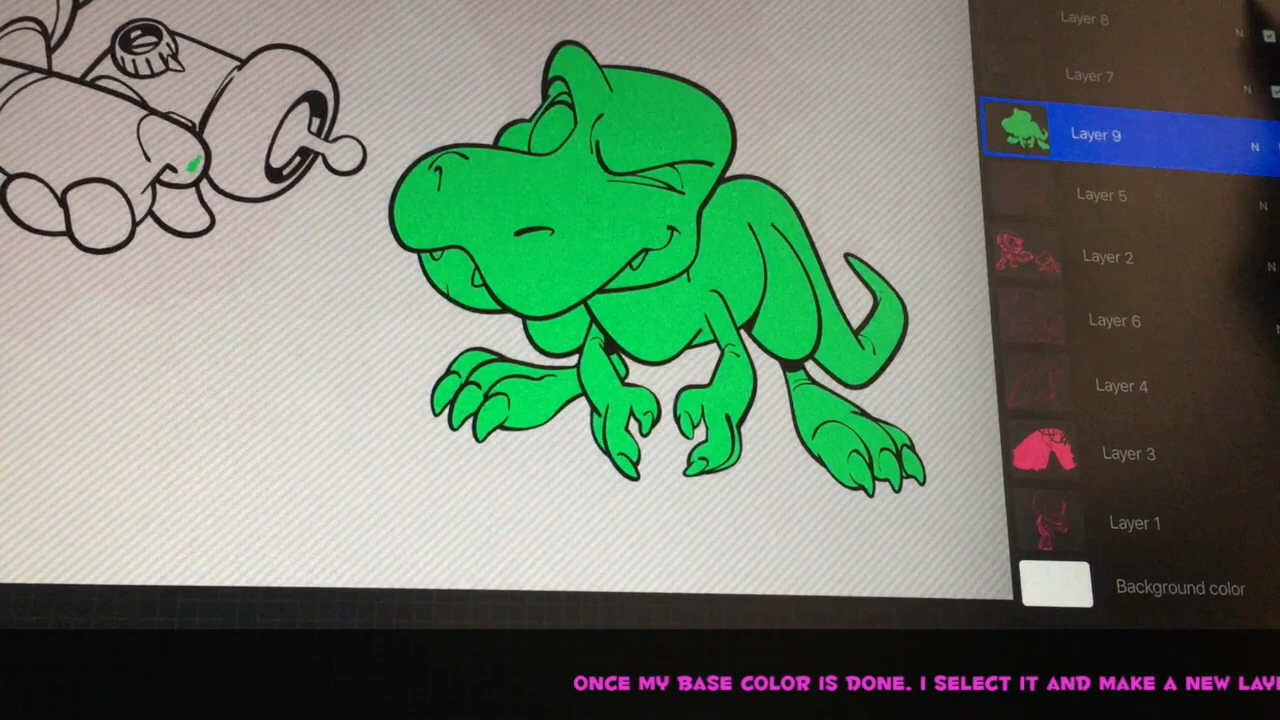 Layer 8
N
Layer 7
N
Layer 9
N
Layer 5
N
Layer 2
N
Layer 6
Layer 4
Layer 3
Layer 1
Background color
ONCE MY BASE COLOR IS DONE. I SELECT IT AND MAKE A NEW